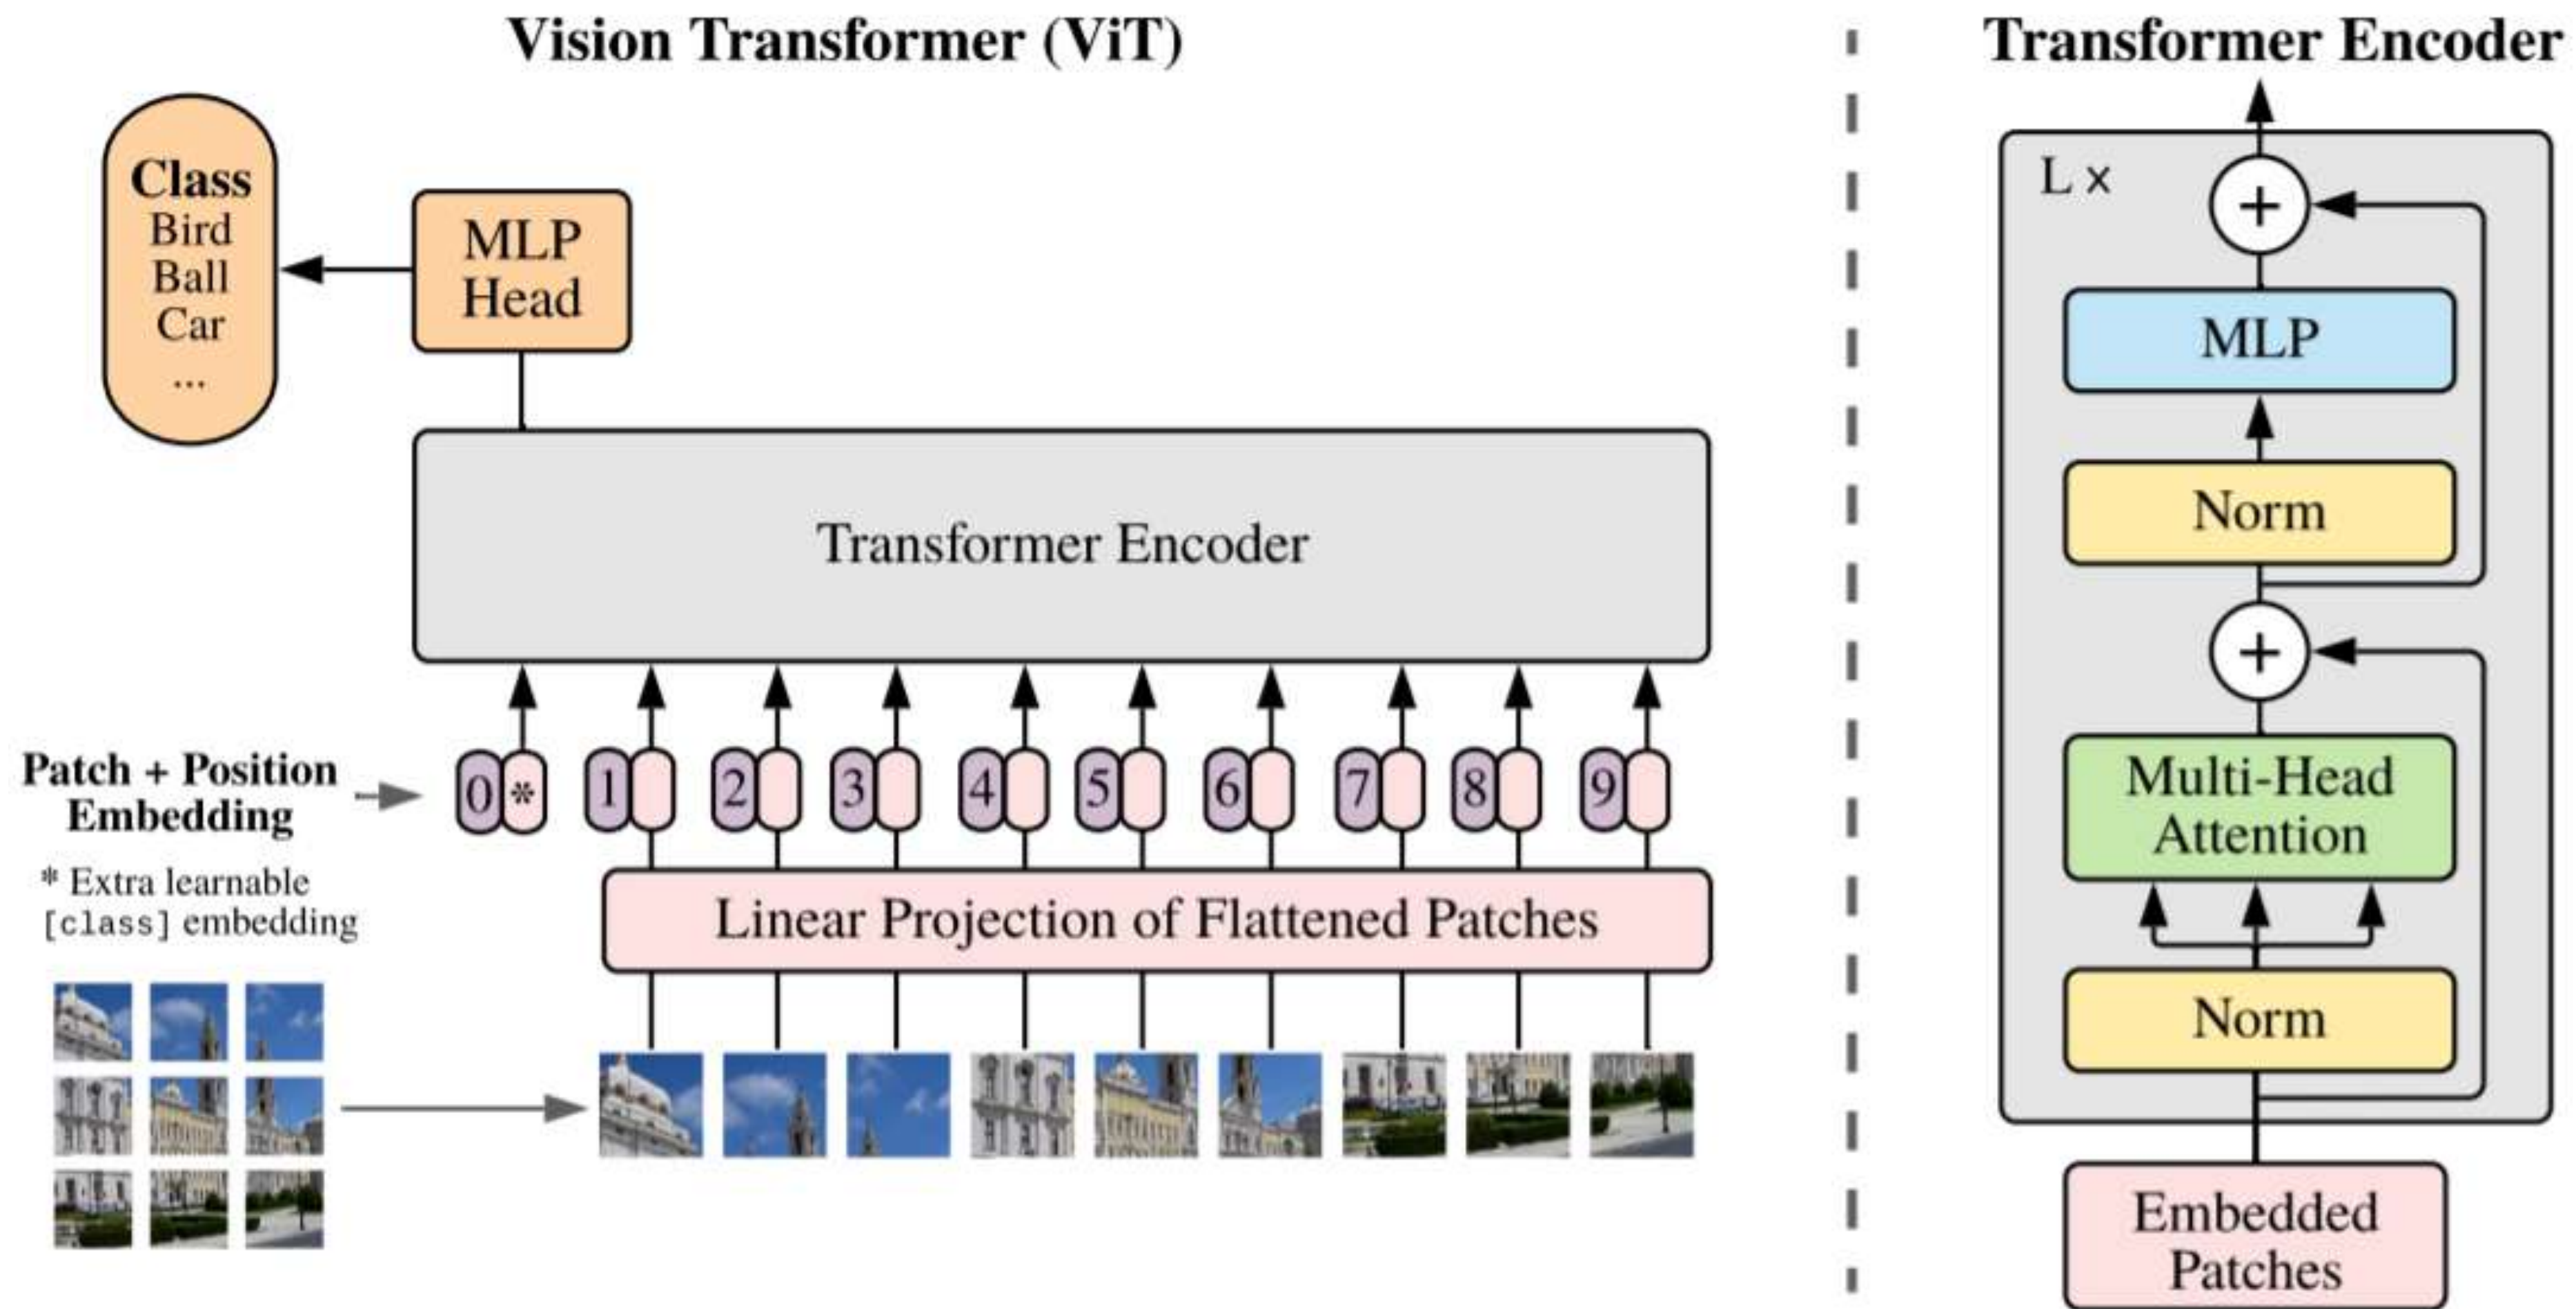 Vision Transformer (ViT)
Class
Bird
Ball
Car
...
MLP
Head
Transformer Encoder
Patch + Position
Embedding
0 * 1 2 3 4 5 6 7 8 9
* Extra learnable
[class] embedding
Linear Projection of Flattened Patches
Transformer Encoder
L x
+
MLP
Norm
+
Multi-Head
Attention
Norm
Embedded
Patches